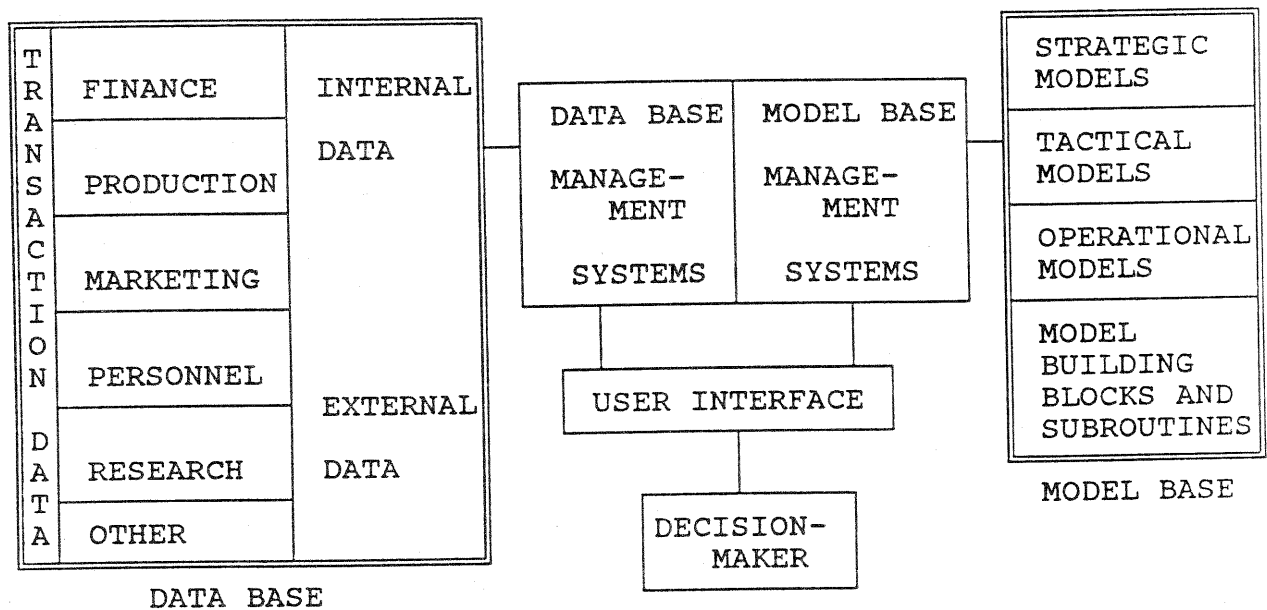 TRANSACTION DATA
FINANCE
PRODUCTION
MARKETING
PERSONNEL
RESEARCH
OTHER
INTERNAL
DATA
EXTERNAL
DATA
DATA BASE
DATA BASE
MANAGE-
MENT
SYSTEMS
MODEL BASE
MANAGE-
MENT
SYSTEMS
USER INTERFACE
DECISION-
MAKER
STRATEGIC
MODELS
TACTICAL
MODELS
OPERATIONAL
MODELS
MODEL
BUILDING
BLOCKS AND
SUBROUTINES
MODEL BASE